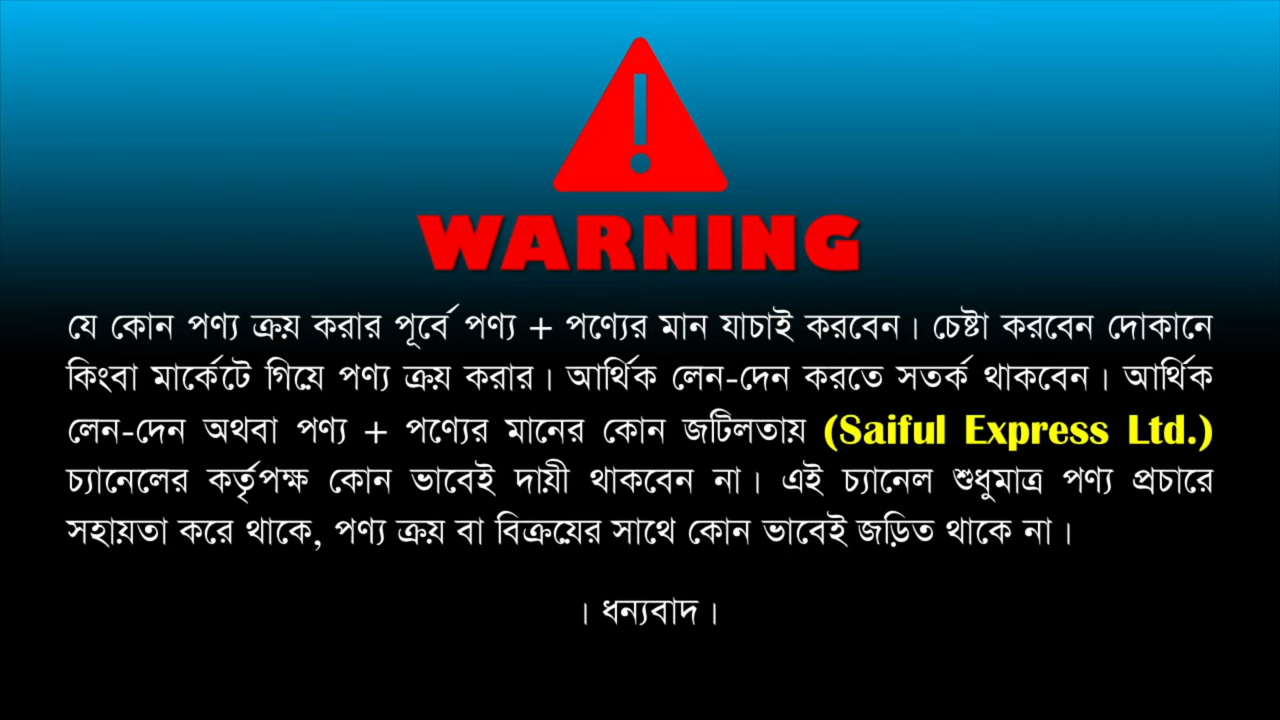 WARNING
যে কোন পণ্য ক্রয় করার পূর্বে পণ্য + পণ্যের মান যাচাই করবেন। চেষ্টা করবেন দোকানে
কিংবা মার্কেটে গিয়ে পণ্য ক্রয় করার। আর্থিক লেন-দেন করতে সতর্ক থাকবেন। আর্থিক
লেন-দেন অথবা পণ্য + পণ্যের মানের কোন জটিলতায় (Saiful Express Ltd.)
চ্যানেলের কর্তৃপক্ষ কোন ভাবেই দায়ী থাকবেন না। এই চ্যানেল শুধুমাত্র পণ্য প্রচারে
সহায়তা করে থাকে, পণ্য ক্রয় বা বিক্রয়ের সাথে কোন ভাবেই জড়িত থাকে না।
। ধন্যবাদ।